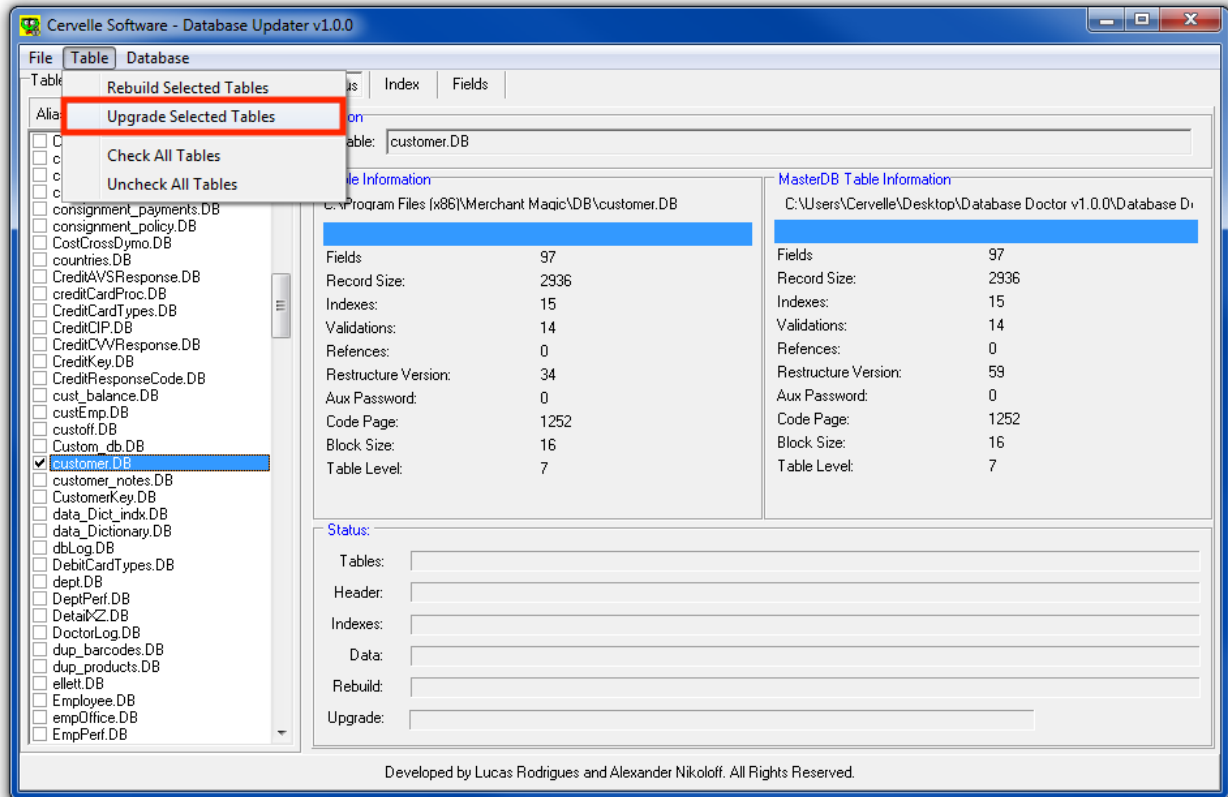 Cervelle Software - Database Updater v1.0.0
File Table Database
Rebuild Selected Tables
Upgrade Selected Tables
Check All Tables
Uncheck All Tables
Index Fields
customer.DB
consignment_payments.DB
consignment_policy.DB
CostCrossDymo.DB
countries.DB
CreditAVSResponse.DB
creditCardProc.DB
CreditCardTypes.DB
CreditCIP.DB
CreditCVVResponse.DB
CreditKey.DB
CreditResponseCode.DB
cust_balance.DB
custEmp.DB
custoff.DB
Custom_db.DB
customer.DB
customer_notes.DB
CustomerKey.DB
data_Dict_indx.DB
data_Dictionary.DB
dbLog.DB
DebitCardTypes.DB
dept.DB
DeptPerf.DB
DetailXZ.DB
DoctorLog.DB
dup_barcodes.DB
dup_products.DB
ellett.DB
Employee.DB
empOffice.DB
EmpPerf.DB
Information
C:\Program Files (x86)\Merchant Magic\DB\customer.DB
Fields 97
Record Size: 2936
Indexes: 15
Validations: 14
Refences: 0
Restructure Version: 34
Aux Password: 0
Code Page: 1252
Block Size: 16
Table Level: 7
MasterDB Table Information
C:\Users\Cervelle\Desktop\Database Doctor v1.0.0\Database
Fields 97
Record Size: 2936
Indexes: 15
Validations: 14
Refences: 0
Restructure Version: 59
Aux Password: 0
Code Page: 1252
Block Size: 16
Table Level: 7
Status:
Tables:
Header:
Indexes:
Data:
Rebuild:
Upgrade:
Developed by Lucas Rodrigues and Alexander Nikoloff. All Rights Reserved.